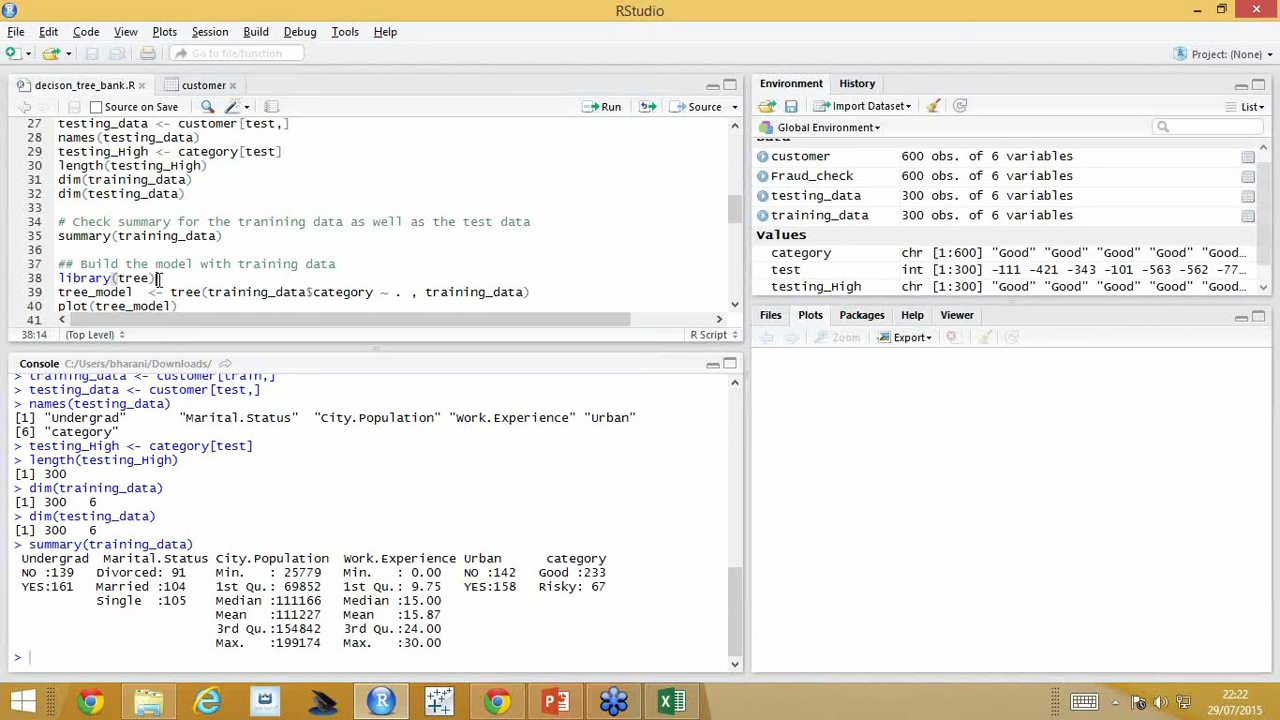 RStudio
File Edit Code View Plots Session Build Debug Tools Help
Go to file/function
Project: (None)
decison_tree_bank.R
customer
Source on Save
Run
Source
27 testing_data <- customer[test,]
28 names(testing_data)
29 testing_High <- category[test]
30 length(testing_High)
31 dim(training_data)
32 dim(testing_data)
33
34 # Check summary for the tranining data as well as the test data
35 summary(training_data)
36
37 ## Build the model with training data
38 library(tree)
39 tree_model <- tree(training_data$category ~ . , training_data)
40 plot(tree_model)
41
38:14 (Top Level) R Script
Console C:/Users/bharani/Downloads/
> training_data <- customer[train,]
> testing_data <- customer[test,]
> names(testing_data)
[1] "Undergrad" "Marital.Status" "City.Population" "Work.Experience" "Urban"
[6] "category"
> testing_High <- category[test]
> length(testing_High)
[1] 300
> dim(training_data)
[1] 300 6
> dim(testing_data)
[1] 300 6
> summary(training_data)
Undergrad Marital.Status City.Population Work.Experience Urban category
NO :139 Divorced: 91 Min. : 25779 Min. : 0.00 NO :142 Good :233
YES:161 Married :104 1st Qu.: 69852 1st Qu.: 9.75 YES:158 Risky: 67
Single :105 Median :111166 Median :15.00
Mean :111227 Mean :15.87
3rd Qu.:154842 3rd Qu.:24.00
Max. :199174 Max. :30.00
>
Environment History
Import Dataset
List
Global Environment
Data
customer 600 obs. of 6 variables
Fraud_check 600 obs. of 6 variables
testing_data 300 obs. of 6 variables
training_data 300 obs. of 6 variables
Values
category chr [1:600] "Good" "Good" "Good" "Good" …
test int [1:300] -111 -421 -343 -101 -563 -562 -77…
testing_High chr [1:300] "Good" "Good" "Good" "Good" …
Files Plots Packages Help Viewer
Zoom Export
22:22
29/07/2015